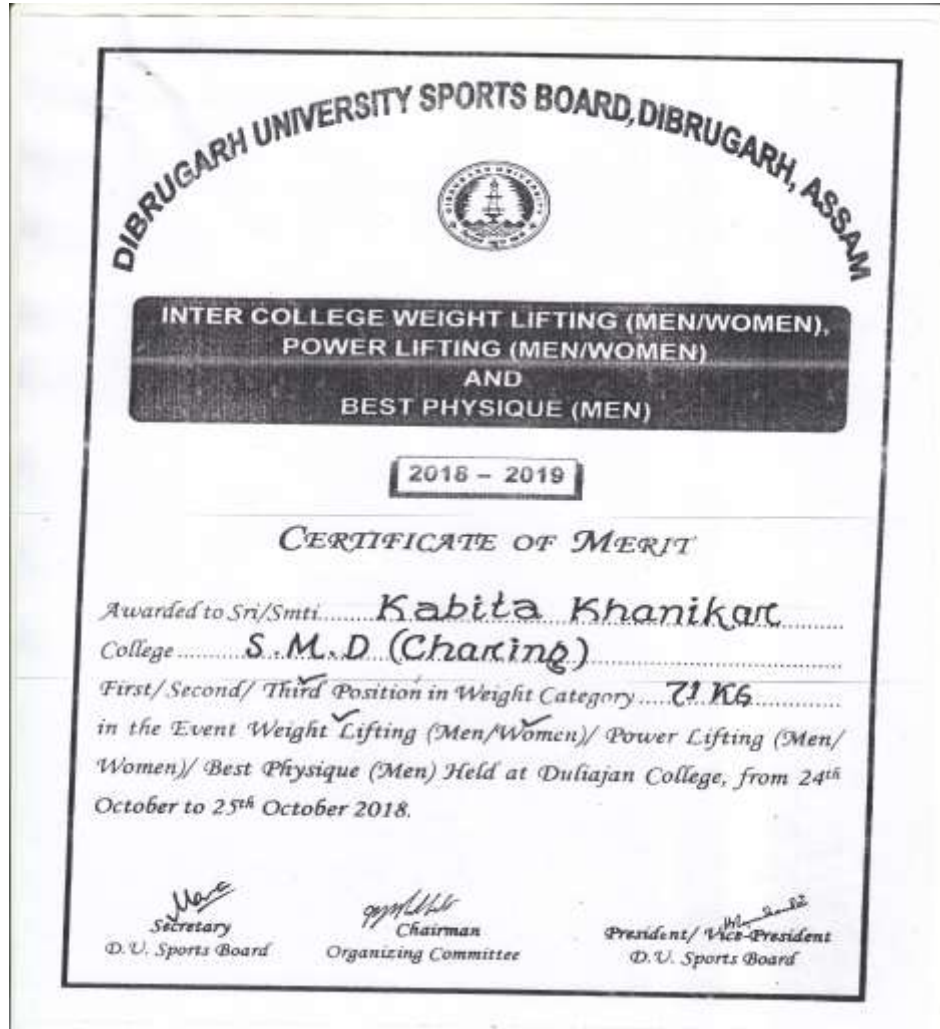 DIBRUGARH UNIVERSITY SPORTS BOARD, DIBRUGARH, ASSAM
DIBRUGARH UNIVERSITY
INTER COLLEGE WEIGHT LIFTING (MEN/WOMEN),
POWER LIFTING (MEN/WOMEN)
AND
BEST PHYSIQUE (MEN)
2018 – 2019
CERTIFICATE OF MERIT
Awarded to Sri/Smti Kabita Khanikar
College S.M.D (Charing)
First/ Second/ Third Position in Weight Category 71 KG
in the Event Weight Lifting (Men/Women)/ Power Lifting (Men/
Women)/ Best Physique (Men) Held at Duliajan College, from 24th
October to 25th October 2018.
Secretary
D.U. Sports Board
Chairman
Organizing Committee
President/ Vice-President
D.U. Sports Board